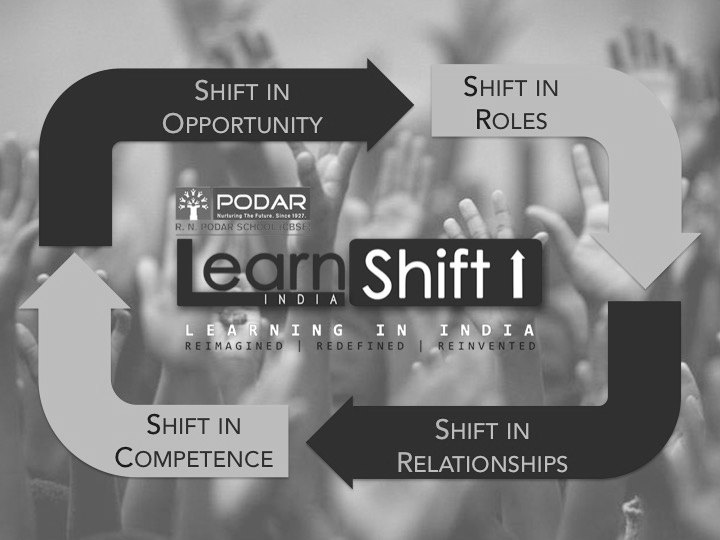 SHIFT IN
OPPORTUNITY
SHIFT IN
ROLES
PODAR
Nurturing The Future. Since 1927.
R. N. PODAR SCHOOL (CBSE)
Learn Shift
INDIA
LEARNING IN INDIA
REIMAGINED | REDEFINED | REINVENTED
SHIFT IN
COMPETENCE
SHIFT IN
RELATIONSHIPS